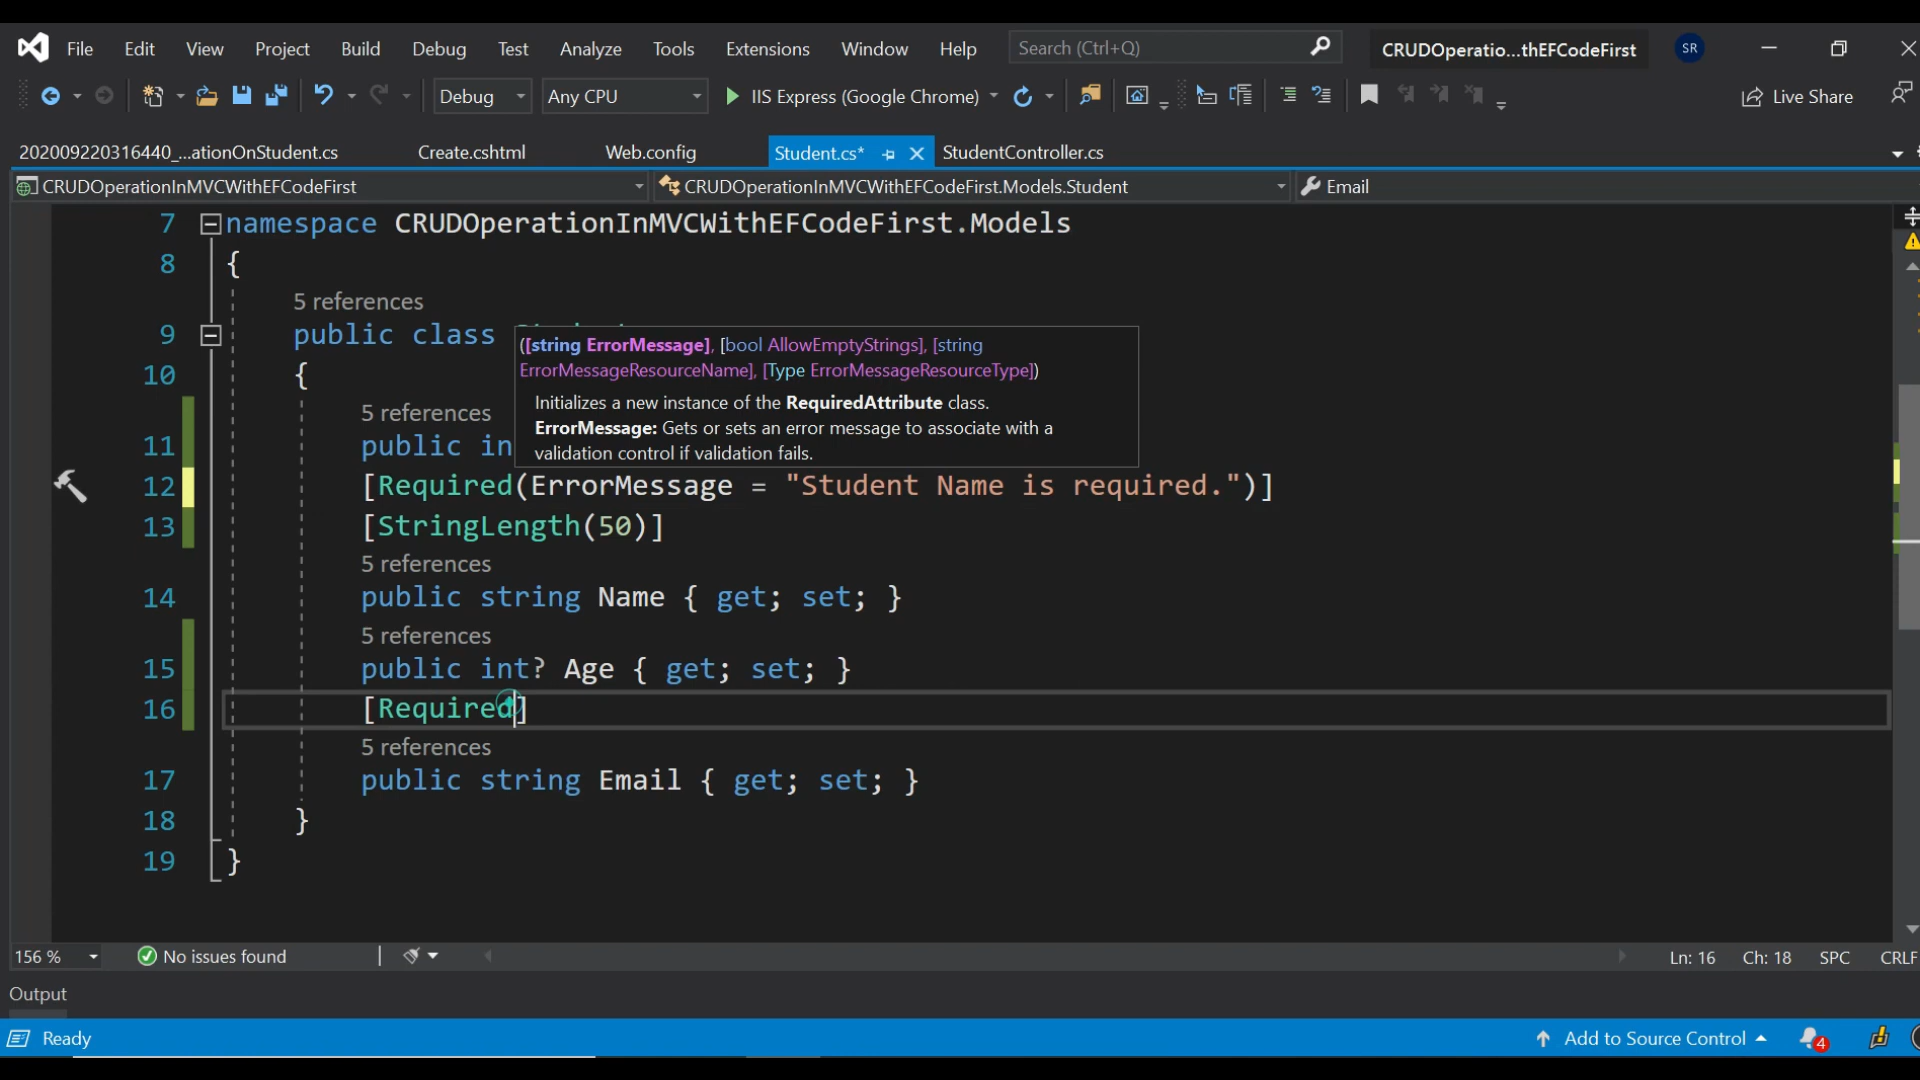 File Edit View Project Build Debug Test Analyze Tools Extensions Window Help Search (Ctrl+Q) CRUDOperatio...thEFCodeFirst SR
Debug Any CPU IIS Express (Google Chrome) Live Share
202009220316440_...ationOnStudent.cs Create.cshtml Web.config Student.cs* StudentController.cs
CRUDOperationInMVCWithEFCodeFirst CRUDOperationInMVCWithEFCodeFirst.Models.Student Email
7 namespace CRUDOperationInMVCWithEFCodeFirst.Models
8 {
5 references
9 public class
([string ErrorMessage], [bool AllowEmptyStrings], [string
ErrorMessageResourceName], [Type ErrorMessageResourceType])
Initializes a new instance of the RequiredAttribute class.
ErrorMessage: Gets or sets an error message to associate with a
validation control if validation fails.
10 {
5 references
11 public in
12 [Required(ErrorMessage = "Student Name is required.")]
13 [StringLength(50)]
5 references
14 public string Name { get; set; }
5 references
15 public int? Age { get; set; }
16 [Required]
5 references
17 public string Email { get; set; }
18 }
19 }
156 % No issues found Ln: 16 Ch: 18 SPC CRLF
Output
Ready Add to Source Control 4